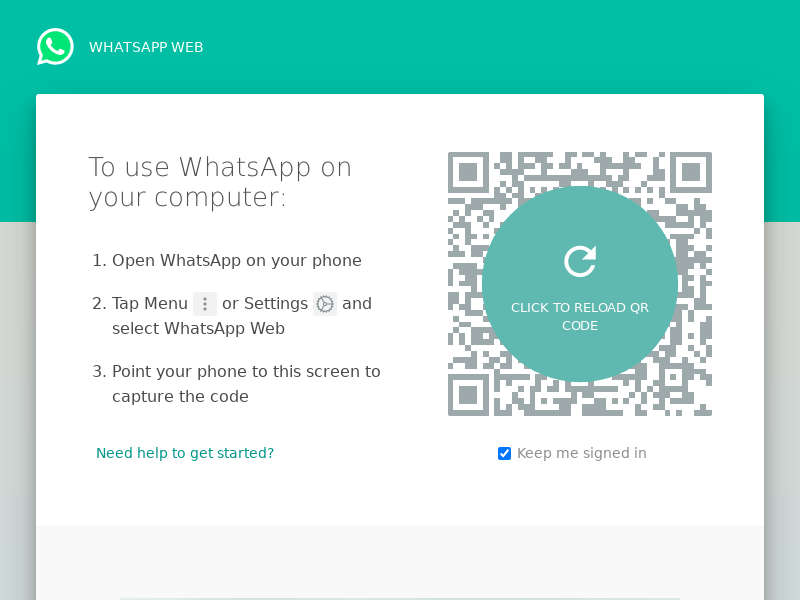 WHATSAPP WEB
To use WhatsApp on
your computer:
1. Open WhatsApp on your phone
2. Tap Menu or Settings and
select WhatsApp Web
3. Point your phone to this screen to
capture the code
Need help to get started?
CLICK TO RELOAD QR
CODE
Keep me signed in